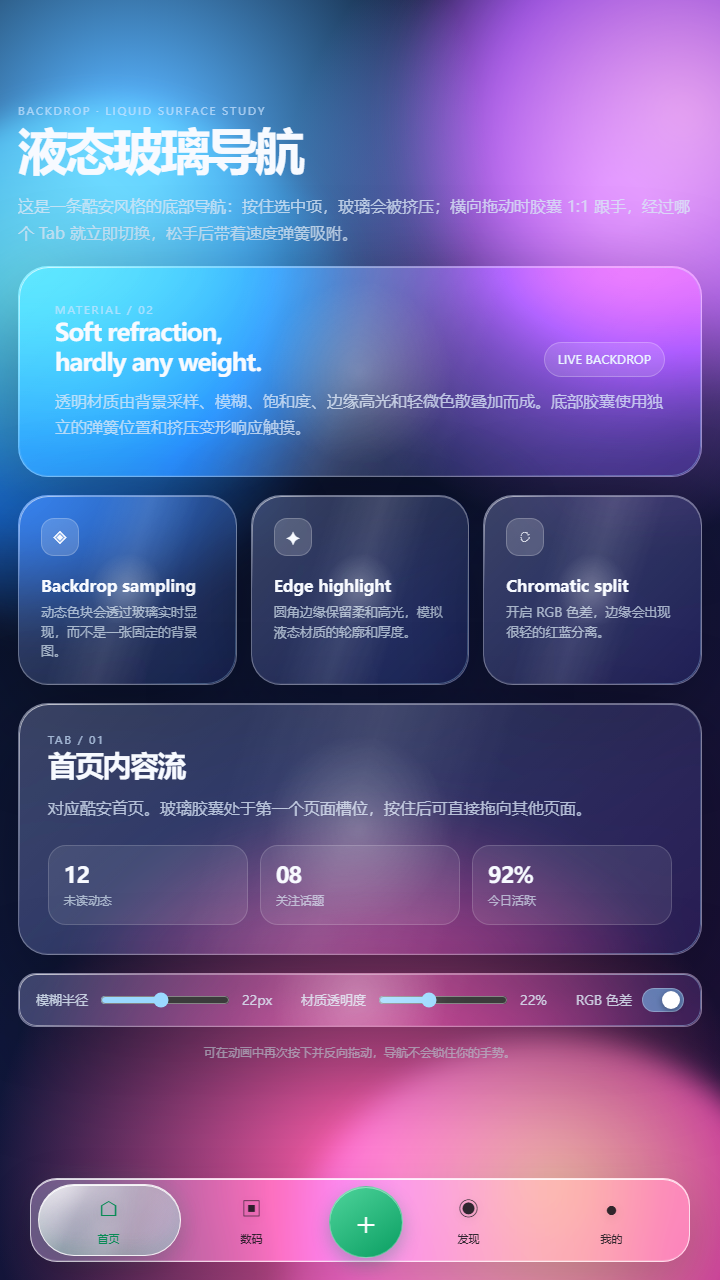 BACKDROP · LIQUID SURFACE STUDY
液态玻璃导航
这是一条酷安风格的底部导航：按住选中项，玻璃会被挤压；横向拖动时胶囊 1:1 跟手，经过哪
个 Tab 就立即切换，松手后带着速度弹簧吸附。
MATERIAL / 02
Soft refraction,
hardly any weight.
LIVE BACKDROP
透明材质由背景采样、模糊、饱和度、边缘高光和轻微色散叠加而成。底部胶囊使用独
立的弹簧位置和挤压变形响应触摸。
Backdrop sampling
动态色块会透过玻璃实时显
现，而不是一张固定的背景
图。
Edge highlight
圆角边缘保留柔和高光，模拟
液态材质的轮廓和厚度。
Chromatic split
开启 RGB 色差，边缘会出现
很轻的红蓝分离。
TAB / 01
首页内容流
对应酷安首页。玻璃胶囊处于第一个页面槽位，按住后可直接拖向其他页面。
12
未读动态
08
关注话题
92%
今日活跃
模糊半径 22px 材质透明度 22% RGB 色差
可在动画中再次按下并反向拖动，导航不会锁住你的手势。
首页 数码 + 发现 我的